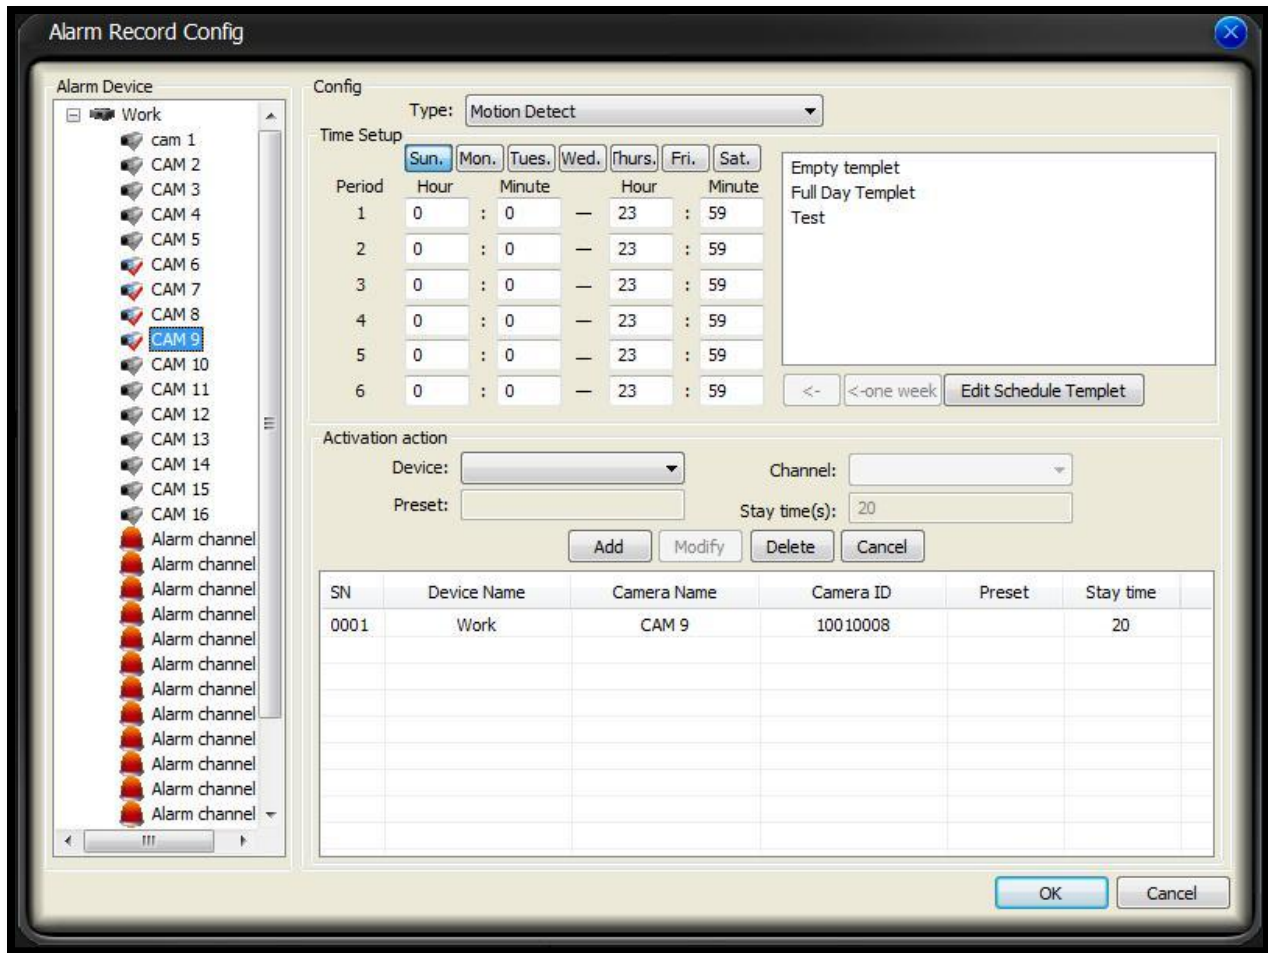 Alarm Record Config
Alarm Device
Work
cam 1
CAM 2
CAM 3
CAM 4
CAM 5
CAM 6
CAM 7
CAM 8
CAM 9
CAM 10
CAM 11
CAM 12
CAM 13
CAM 14
CAM 15
CAM 16
Alarm channel
Alarm channel
Alarm channel
Alarm channel
Alarm channel
Alarm channel
Alarm channel
Alarm channel
Alarm channel
Alarm channel
Alarm channel
Alarm channel
Config
Type: Motion Detect
Time Setup
Sun. Mon. Tues. Wed. Thurs. Fri. Sat.
Period Hour Minute Hour Minute
1 0 : 0 — 23 : 59
2 0 : 0 — 23 : 59
3 0 : 0 — 23 : 59
4 0 : 0 — 23 : 59
5 0 : 0 — 23 : 59
6 0 : 0 — 23 : 59
Empty templet
Full Day Templet
Test
<- <-one week Edit Schedule Templet
Activation action
Device: Channel:
Preset: Stay time(s): 20
Add Modify Delete Cancel
SN Device Name Camera Name Camera ID Preset Stay time
0001 Work CAM 9 10010008 20
OK Cancel